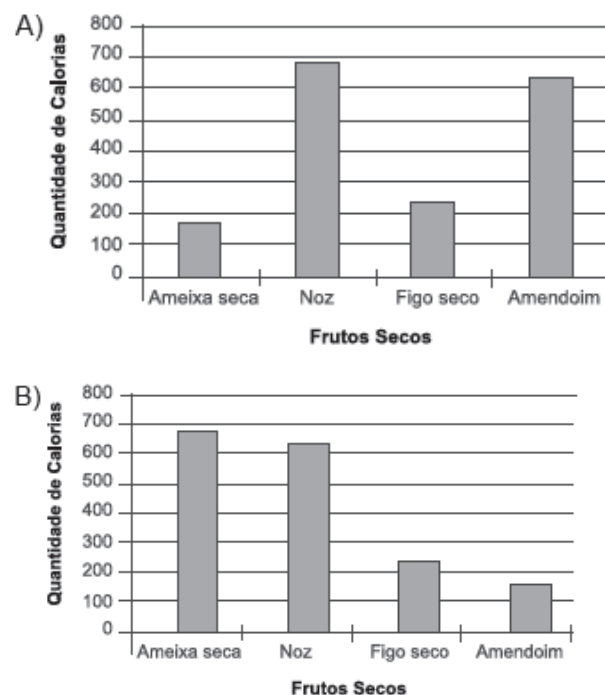 A)
Quantidade de Calorias
800
700
600
500
400
300
200
100
0
Ameixa seca Noz Figo seco Amendoim
Frutos Secos
B)
Quantidade de Calorias
800
700
600
500
400
300
200
100
0
Ameixa seca Noz Figo seco Amendoim
Frutos Secos